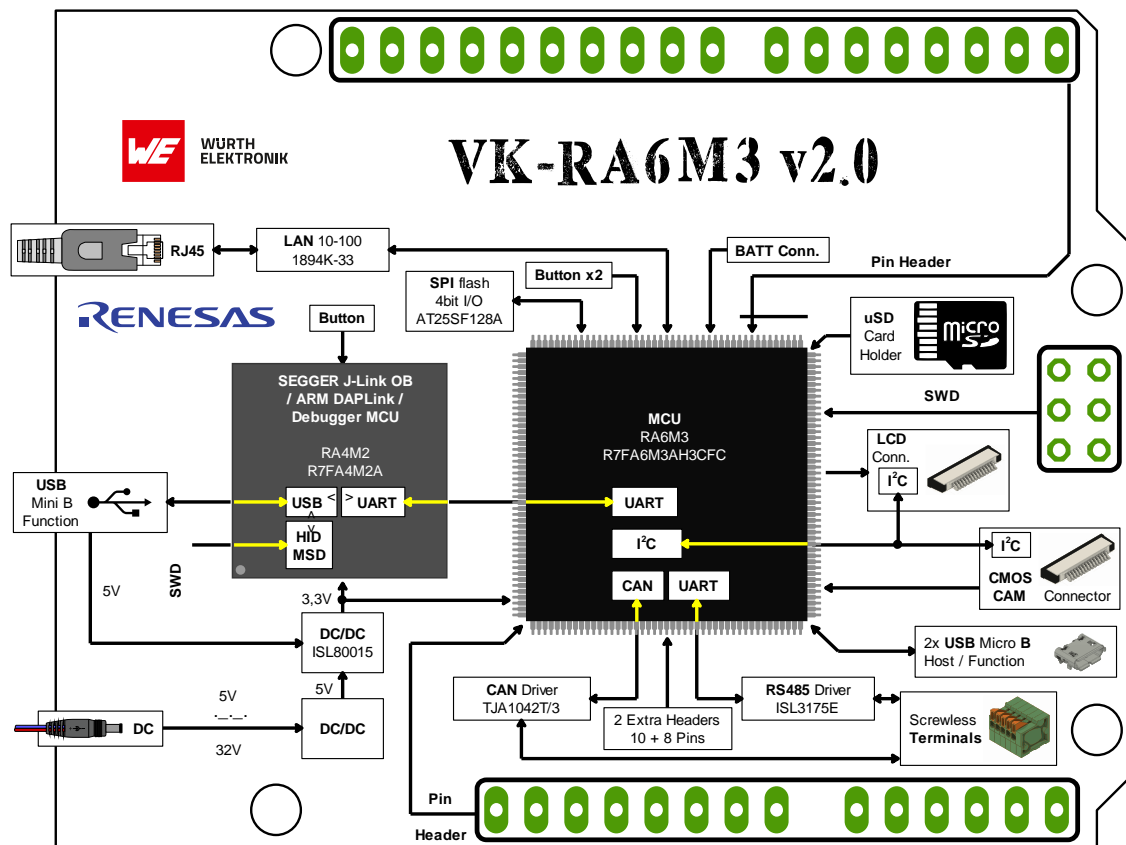 WE
WÜRTH
ELEKTRONIK
VK-RA6M3 v2.0
RJ45
LAN 10-100
1894K-33
BATT Conn.
Pin Header
SPI flash
4bit I/O
AT25SF128A
Button x2
RENESAS
Button
uSD
Card
Holder
micro
SD
SEGGER J-Link OB
/ ARM DAPLink /
Debugger MCU
RA4M2
R7FA4M2A
MCU
RA6M3
R7FA6M3AH3CFC
SWD
LCD
Conn.
I²C
USB
Mini B
Function
USB
< >
UART
< >
HID
MSD
UART
I²C
I²C
CMOS
CAM
Connector
SWD
5V
3,3V
CAN
UART
DC/DC
ISL80015
2x USB Micro B
Host / Function
5V
5V
._._.
32V
DC
DC/DC
CAN Driver
TJA1042T/3
2 Extra Headers
10 + 8 Pins
RS485 Driver
ISL3175E
Screwless
Terminals
Pin
Header